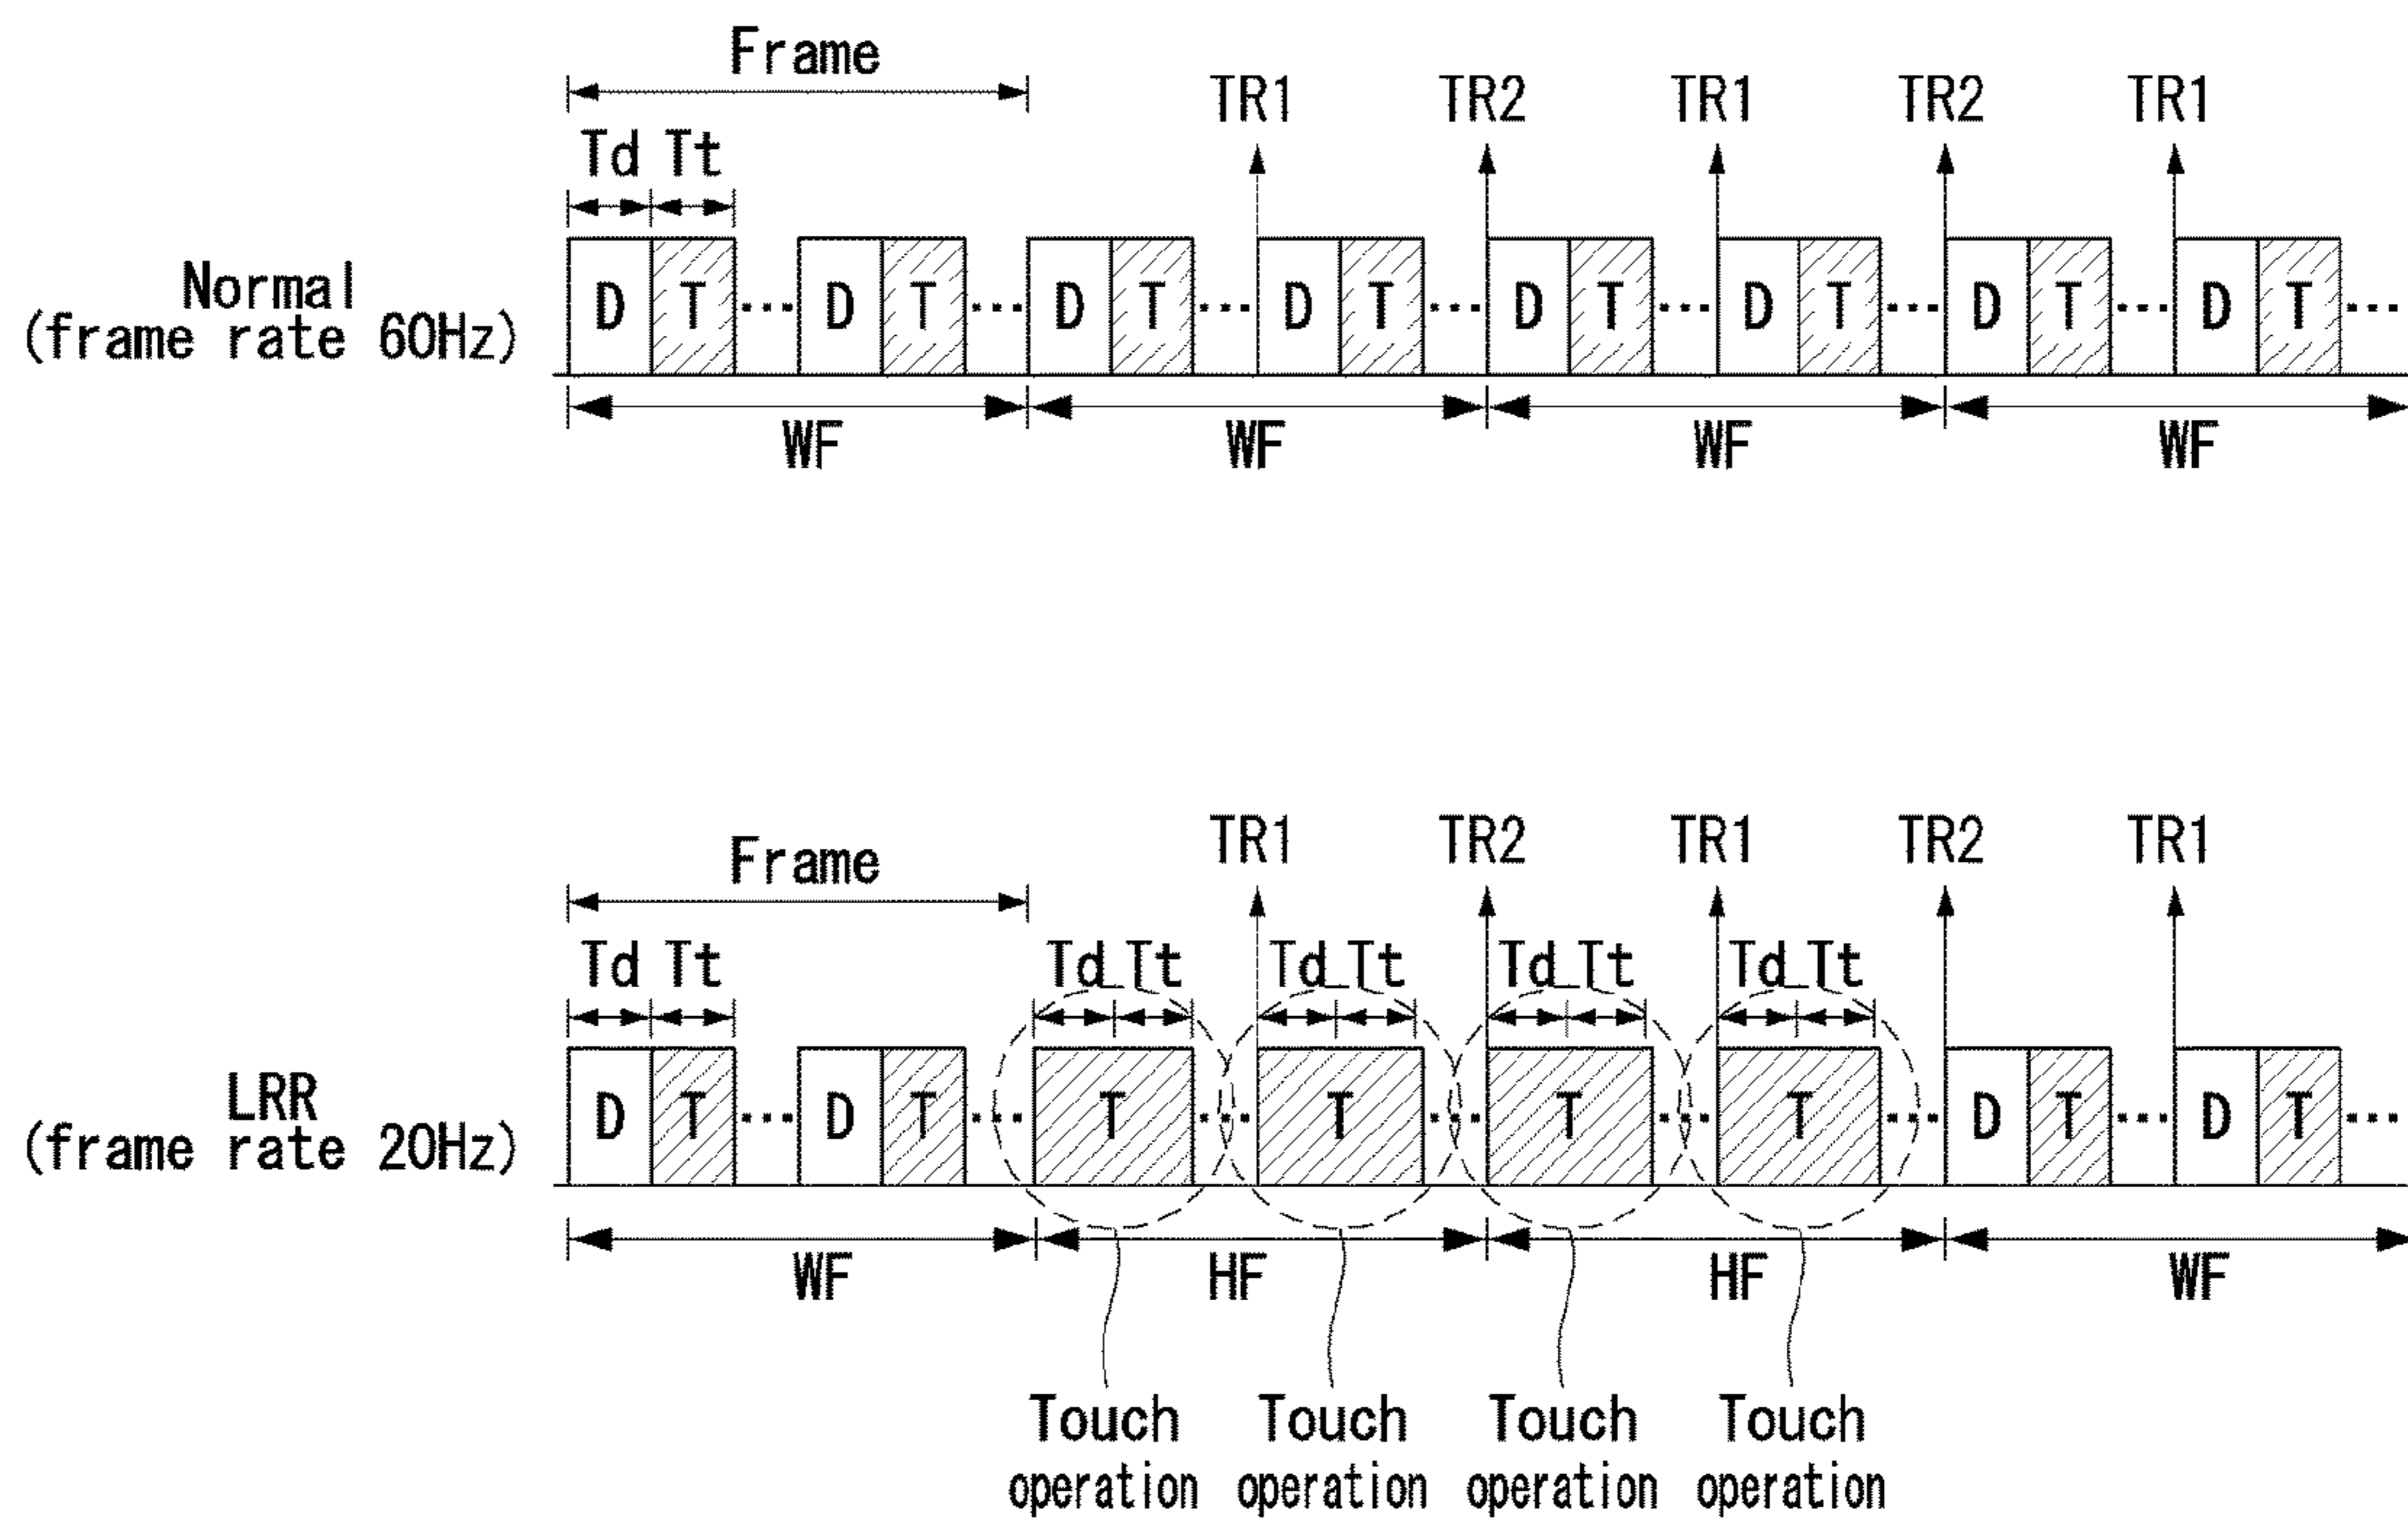 Frame
TR1 TR2 TR1 TR2 TR1
Td Tt
Normal
(frame rate 60Hz)
D T ... D T ... D T ... D T ... D T ... D T ... D T ... D T ...
WF WF WF WF
TR1 TR2 TR1 TR2 TR1
Frame
Td Tt Td Tt Td Tt Td Tt Td Tt
LRR
(frame rate 20Hz)
D T ... D T ... T ... T ... T ... T ... D T ... D T ...
WF HF HF WF
Touch Touch Touch Touch
operation operation operation operation